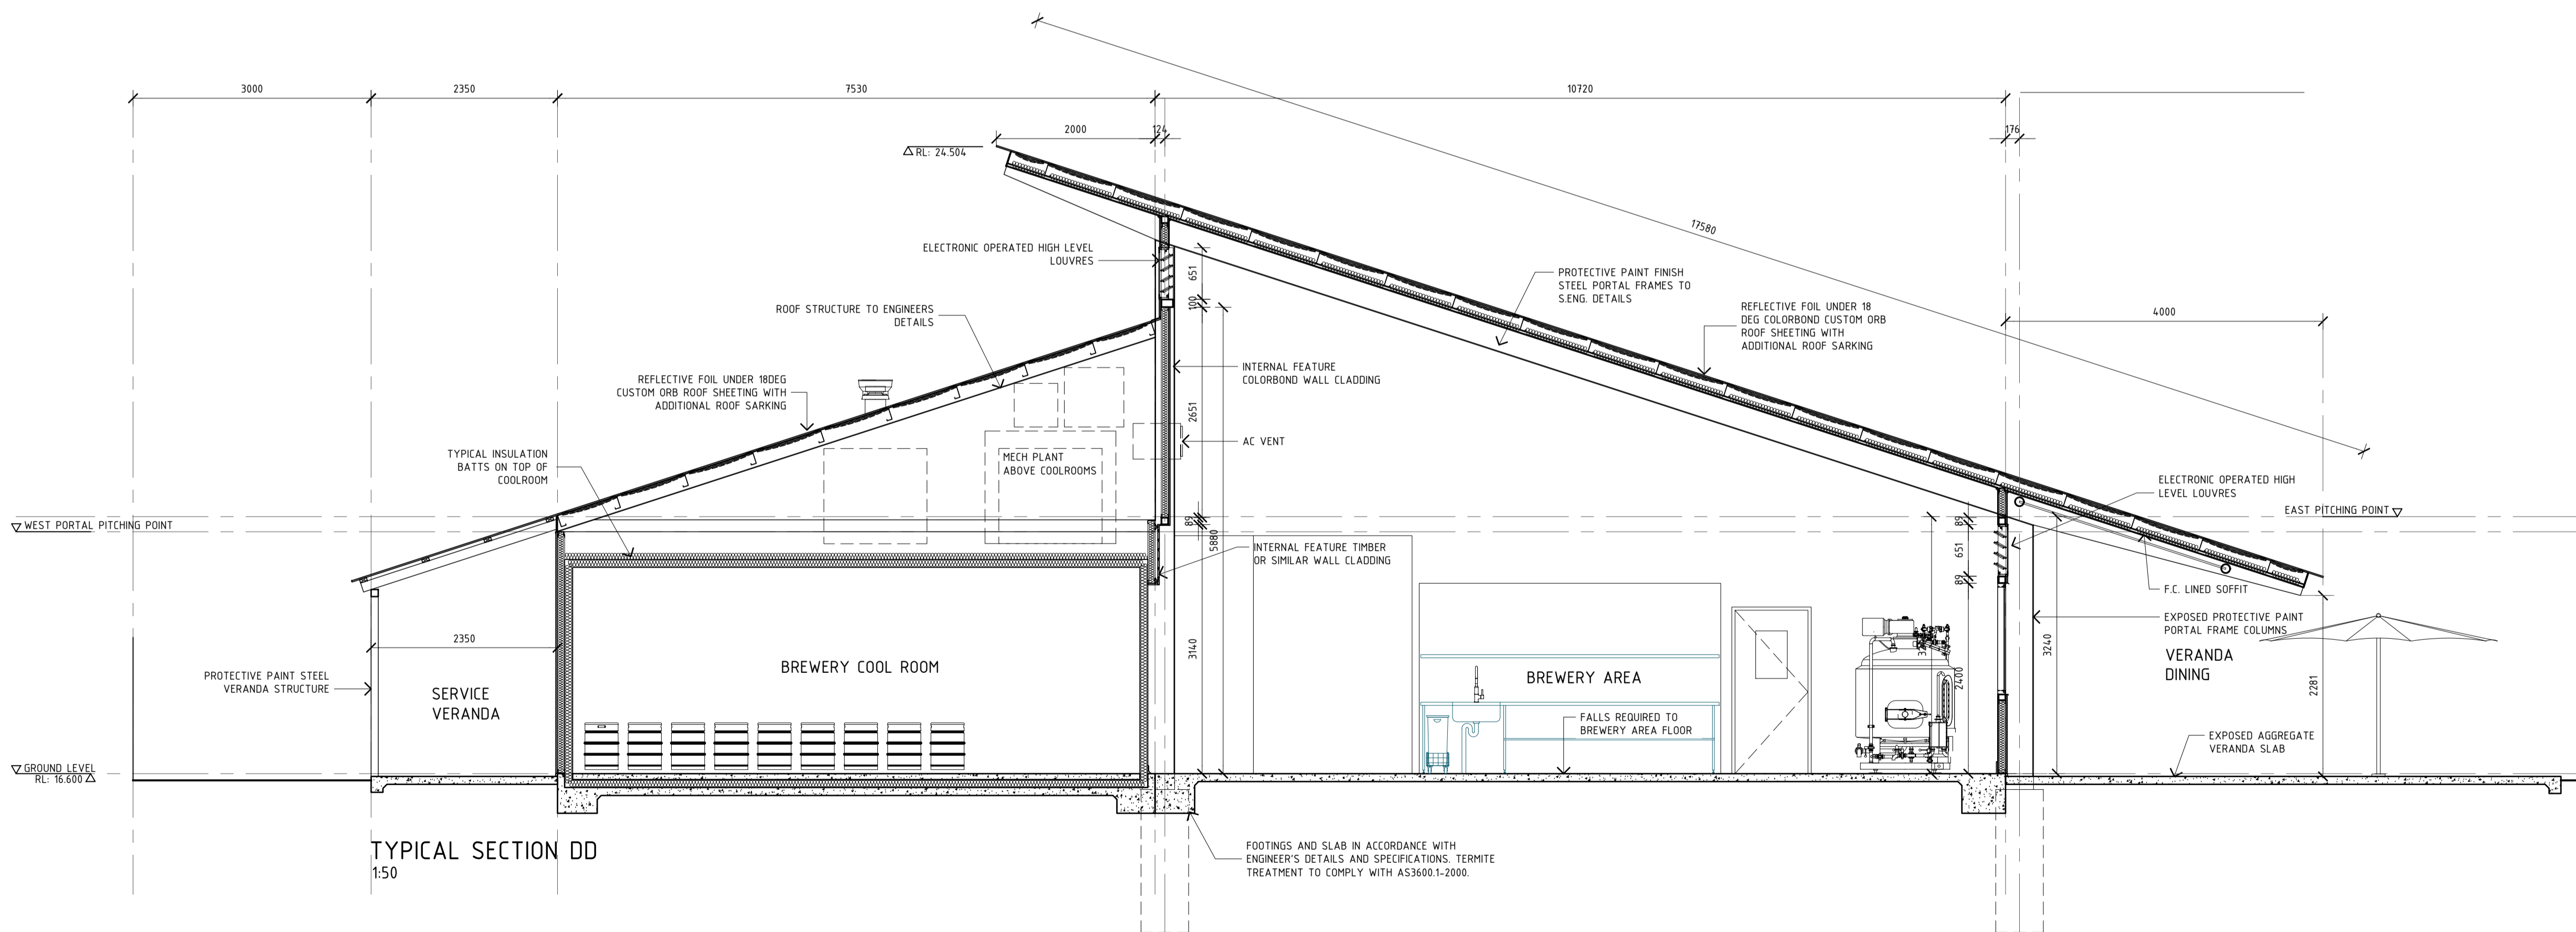 3000
2350
7530
10720
2000
124
176
RL: 24.504
17580
ELECTRONIC OPERATED HIGH LEVEL
LOUVRES
651
100
PROTECTIVE PAINT FINISH
STEEL PORTAL FRAMES TO
S.ENG. DETAILS
ROOF STRUCTURE TO ENGINEERS
DETAILS
REFLECTIVE FOIL UNDER 18
DEG COLORBOND CUSTOM ORB
ROOF SHEETING WITH
ADDITIONAL ROOF SARKING
4000
REFLECTIVE FOIL UNDER 18DEG
CUSTOM ORB ROOF SHEETING WITH
ADDITIONAL ROOF SARKING
INTERNAL FEATURE
COLORBOND WALL CLADDING
2651
AC VENT
TYPICAL INSULATION
BATTS ON TOP OF
COOLROOM
MECH PLANT
ABOVE COOLROOMS
ELECTRONIC OPERATED HIGH
LEVEL LOUVRES
WEST PORTAL PITCHING POINT
EAST PITCHING POINT
89
5880
89
651
89
INTERNAL FEATURE TIMBER
OR SIMILAR WALL CLADDING
F.C. LINED SOFFIT
EXPOSED PROTECTIVE PAINT
PORTAL FRAME COLUMNS
2350
3140
3240
2400
2281
BREWERY COOL ROOM
BREWERY AREA
VERANDA
DINING
PROTECTIVE PAINT STEEL
VERANDA STRUCTURE
SERVICE
VERANDA
FALLS REQUIRED TO
BREWERY AREA FLOOR
EXPOSED AGGREGATE
VERANDA SLAB
GROUND LEVEL
RL: 16.600
TYPICAL SECTION DD
1:50
FOOTINGS AND SLAB IN ACCORDANCE WITH
ENGINEER'S DETAILS AND SPECIFICATIONS. TERMITE
TREATMENT TO COMPLY WITH AS3600.1-2000.